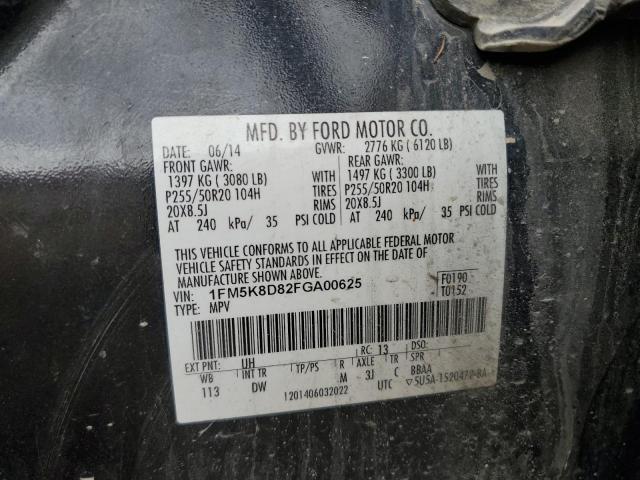 MFD. BY FORD MOTOR CO.
DATE: 06/14 GVWR: 2776 KG ( 6120 LB)
FRONT GAWR: REAR GAWR:
1397 KG ( 3080 LB) 1497 KG ( 3300 LB)
P255/50R20 104H TIRES P255/50R20 104H TIRES
20X8.5J RIMS 20X8.5J RIMS
AT 240 kPa/ 35 PSI COLD AT 240 kPa/ 35 PSI COLD
THIS VEHICLE CONFORMS TO ALL APPLICABLE FEDERAL MOTOR
VEHICLE SAFETY STANDARDS IN EFFECT ON THE DATE OF
MANUFACTURE SHOWN ABOVE.
VIN: 1FM5K8D82FGA00625 F0190
TYPE: MPV T0152
EXT PNT: UH RC: 13 DSO:
WB INT TR TP/PS R AXLE TR SPR
113 DW M 3J C BBAA
1201406032022 UTC